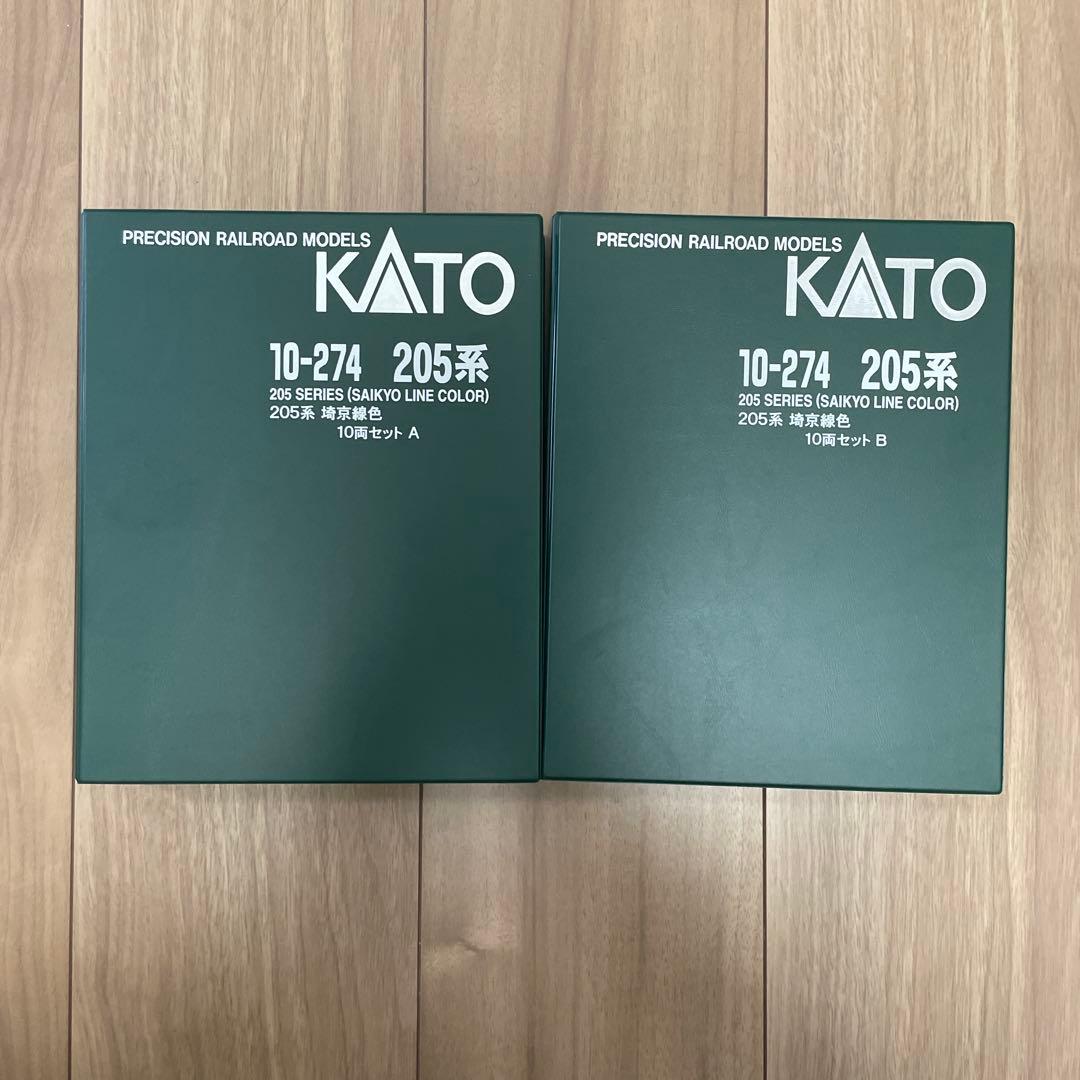 PRECISION RAILROAD MODELS
KATO
10-274 205系
205 SERIES (SAIKYO LINE COLOR)
205系 埼京線色
10両セット A
PRECISION RAILROAD MODELS
KATO
10-274 205系
205 SERIES (SAIKYO LINE COLOR)
205系 埼京線色
10両セット B